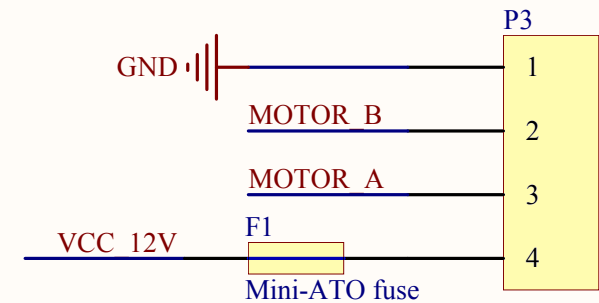 P3
GND
1
MOTOR_B
2
MOTOR_A
3
F1
VCC_12V
4
Mini-ATO fuse